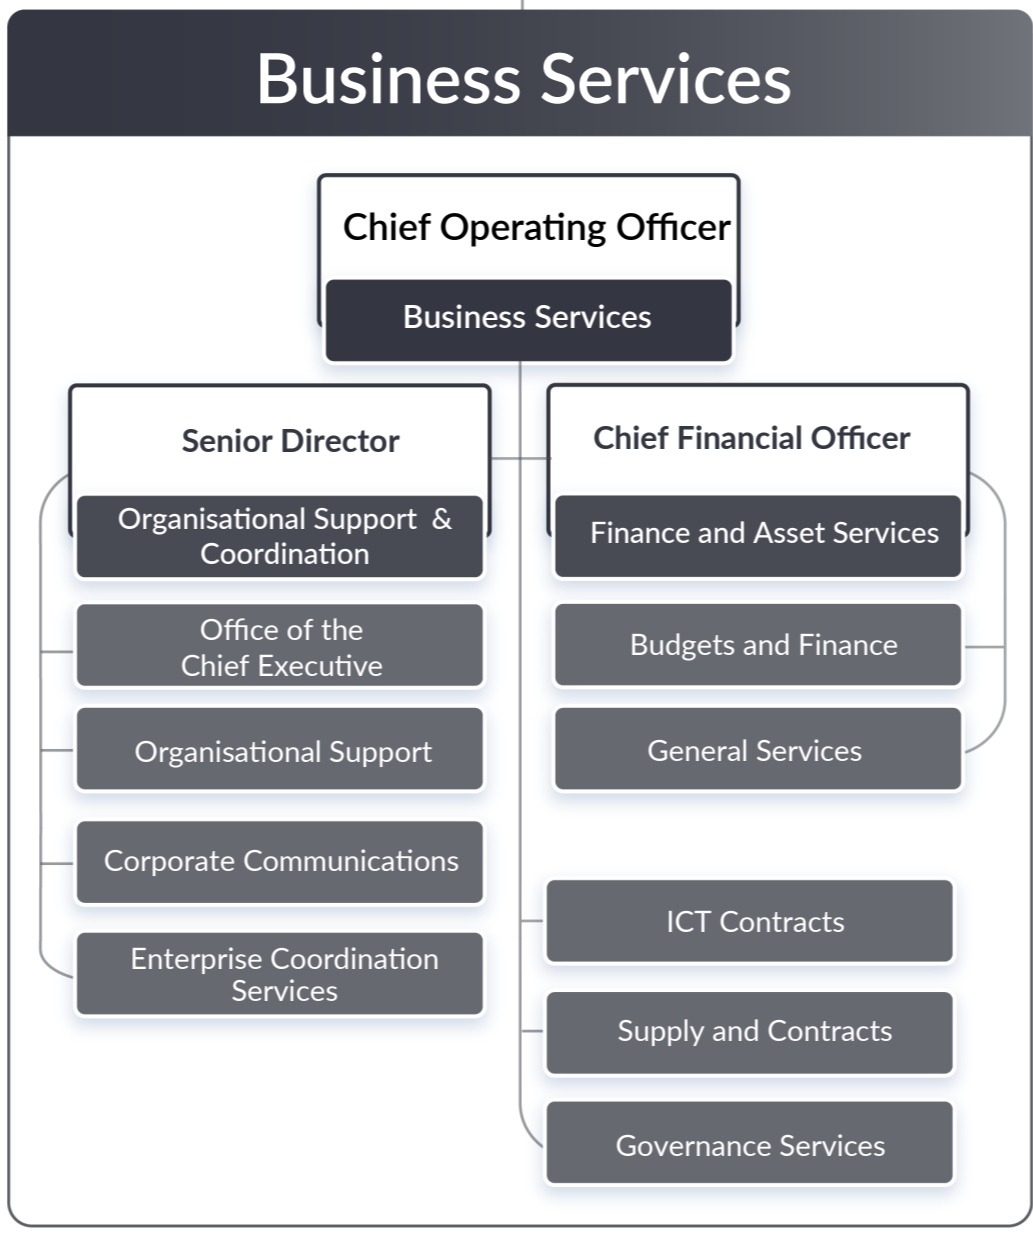 Business Services
Chief Operating Officer
Business Services
Senior Director
Organisational Support &
Coordination
Office of the
Chief Executive
Organisational Support
Corporate Communications
Enterprise Coordination
Services
Chief Financial Officer
Finance and Asset Services
Budgets and Finance
General Services
ICT Contracts
Supply and Contracts
Governance Services